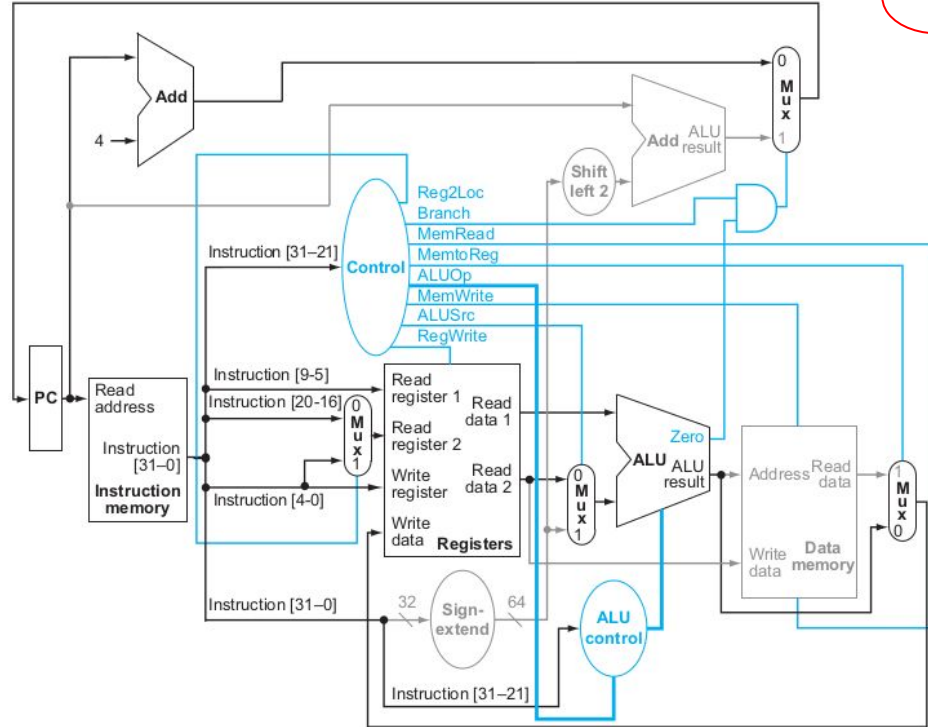 Add
4
0
Mux
1
Add
ALU
result
Shift
left 2
Reg2Loc
Branch
MemRead
MemtoReg
ALUOp
MemWrite
ALUSrc
RegWrite
Control
Instruction [31–21]
PC
Read
address
Instruction
[31–0]
Instruction
memory
Instruction [9-5]
Instruction [20-16]
Instruction [4-0]
0
Mux
1
Read
register 1
Read
register 2
Write
register
Write
data
Read
data 1
Read
data 2
Registers
0
Mux
1
Zero
ALU
ALU
result
Address
Read
data
Write
data
Data
memory
1
Mux
0
Instruction [31–0]
32
Sign-
extend
64
ALU
control
Instruction [31–21]